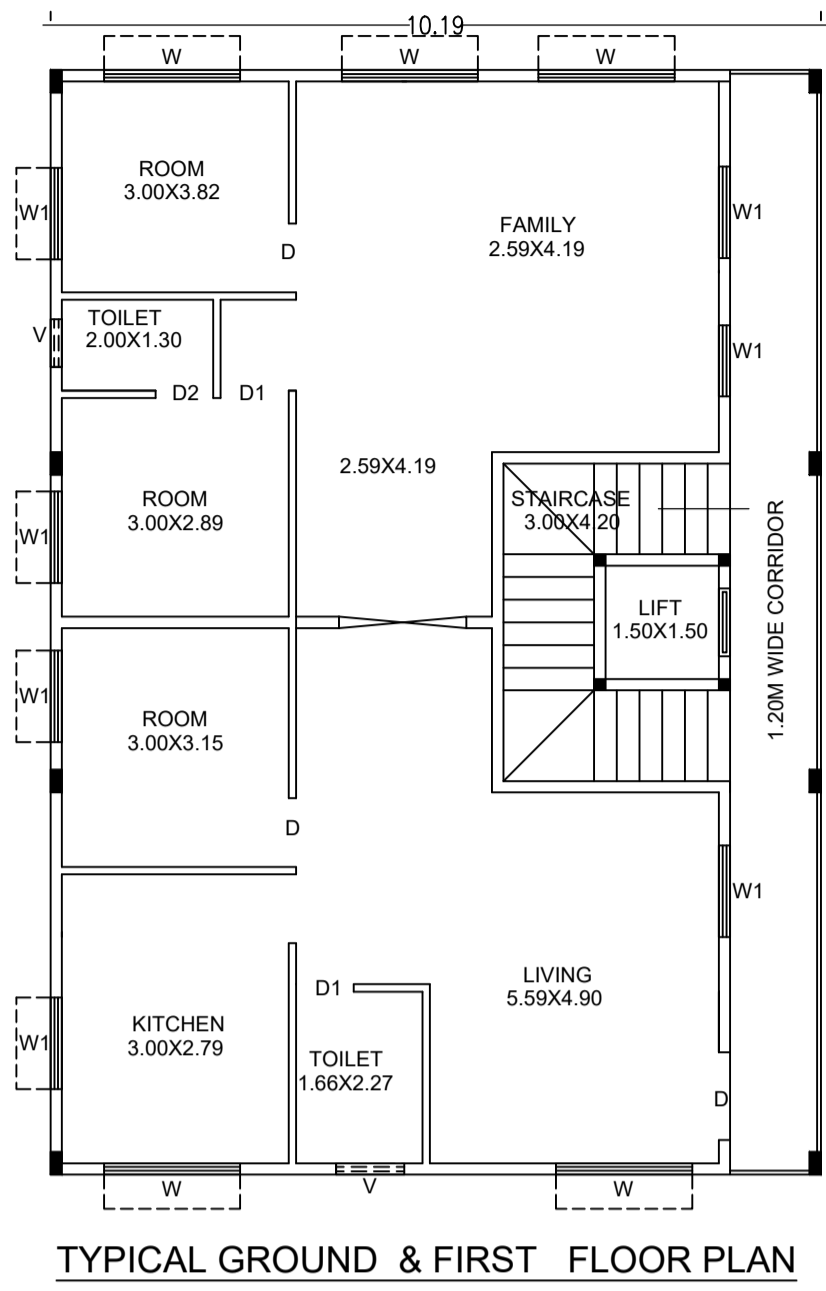 10.19
W
W
W
ROOM
3.00X3.82
W1
FAMILY
2.59X4.19
W1
D
TOILET
2.00X1.30
V
W1
D2
D1
2.59X4.19
ROOM
3.00X2.89
W1
STAIRCASE
3.00X4.20
LIFT
1.50X1.50
1.20M WIDE CORRIDOR
W1
ROOM
3.00X3.15
D
W1
LIVING
5.59X4.90
D1
KITCHEN
3.00X2.79
W1
TOILET
1.66X2.27
D
W
V
W
TYPICAL GROUND & FIRST FLOOR PLAN